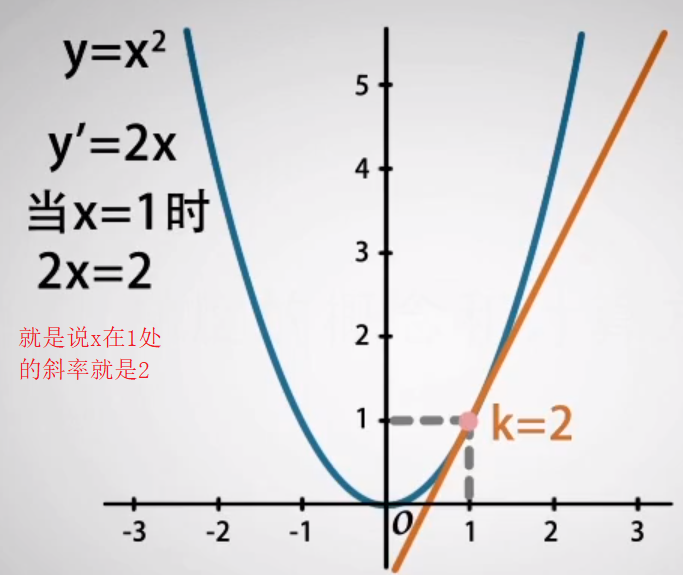 y=x²
y′=2x
当x=1时
2x=2
就是说x在1处
的斜率就是2
5
4
3
2
1
k=2
O
-3 -2 -1 1 2 3